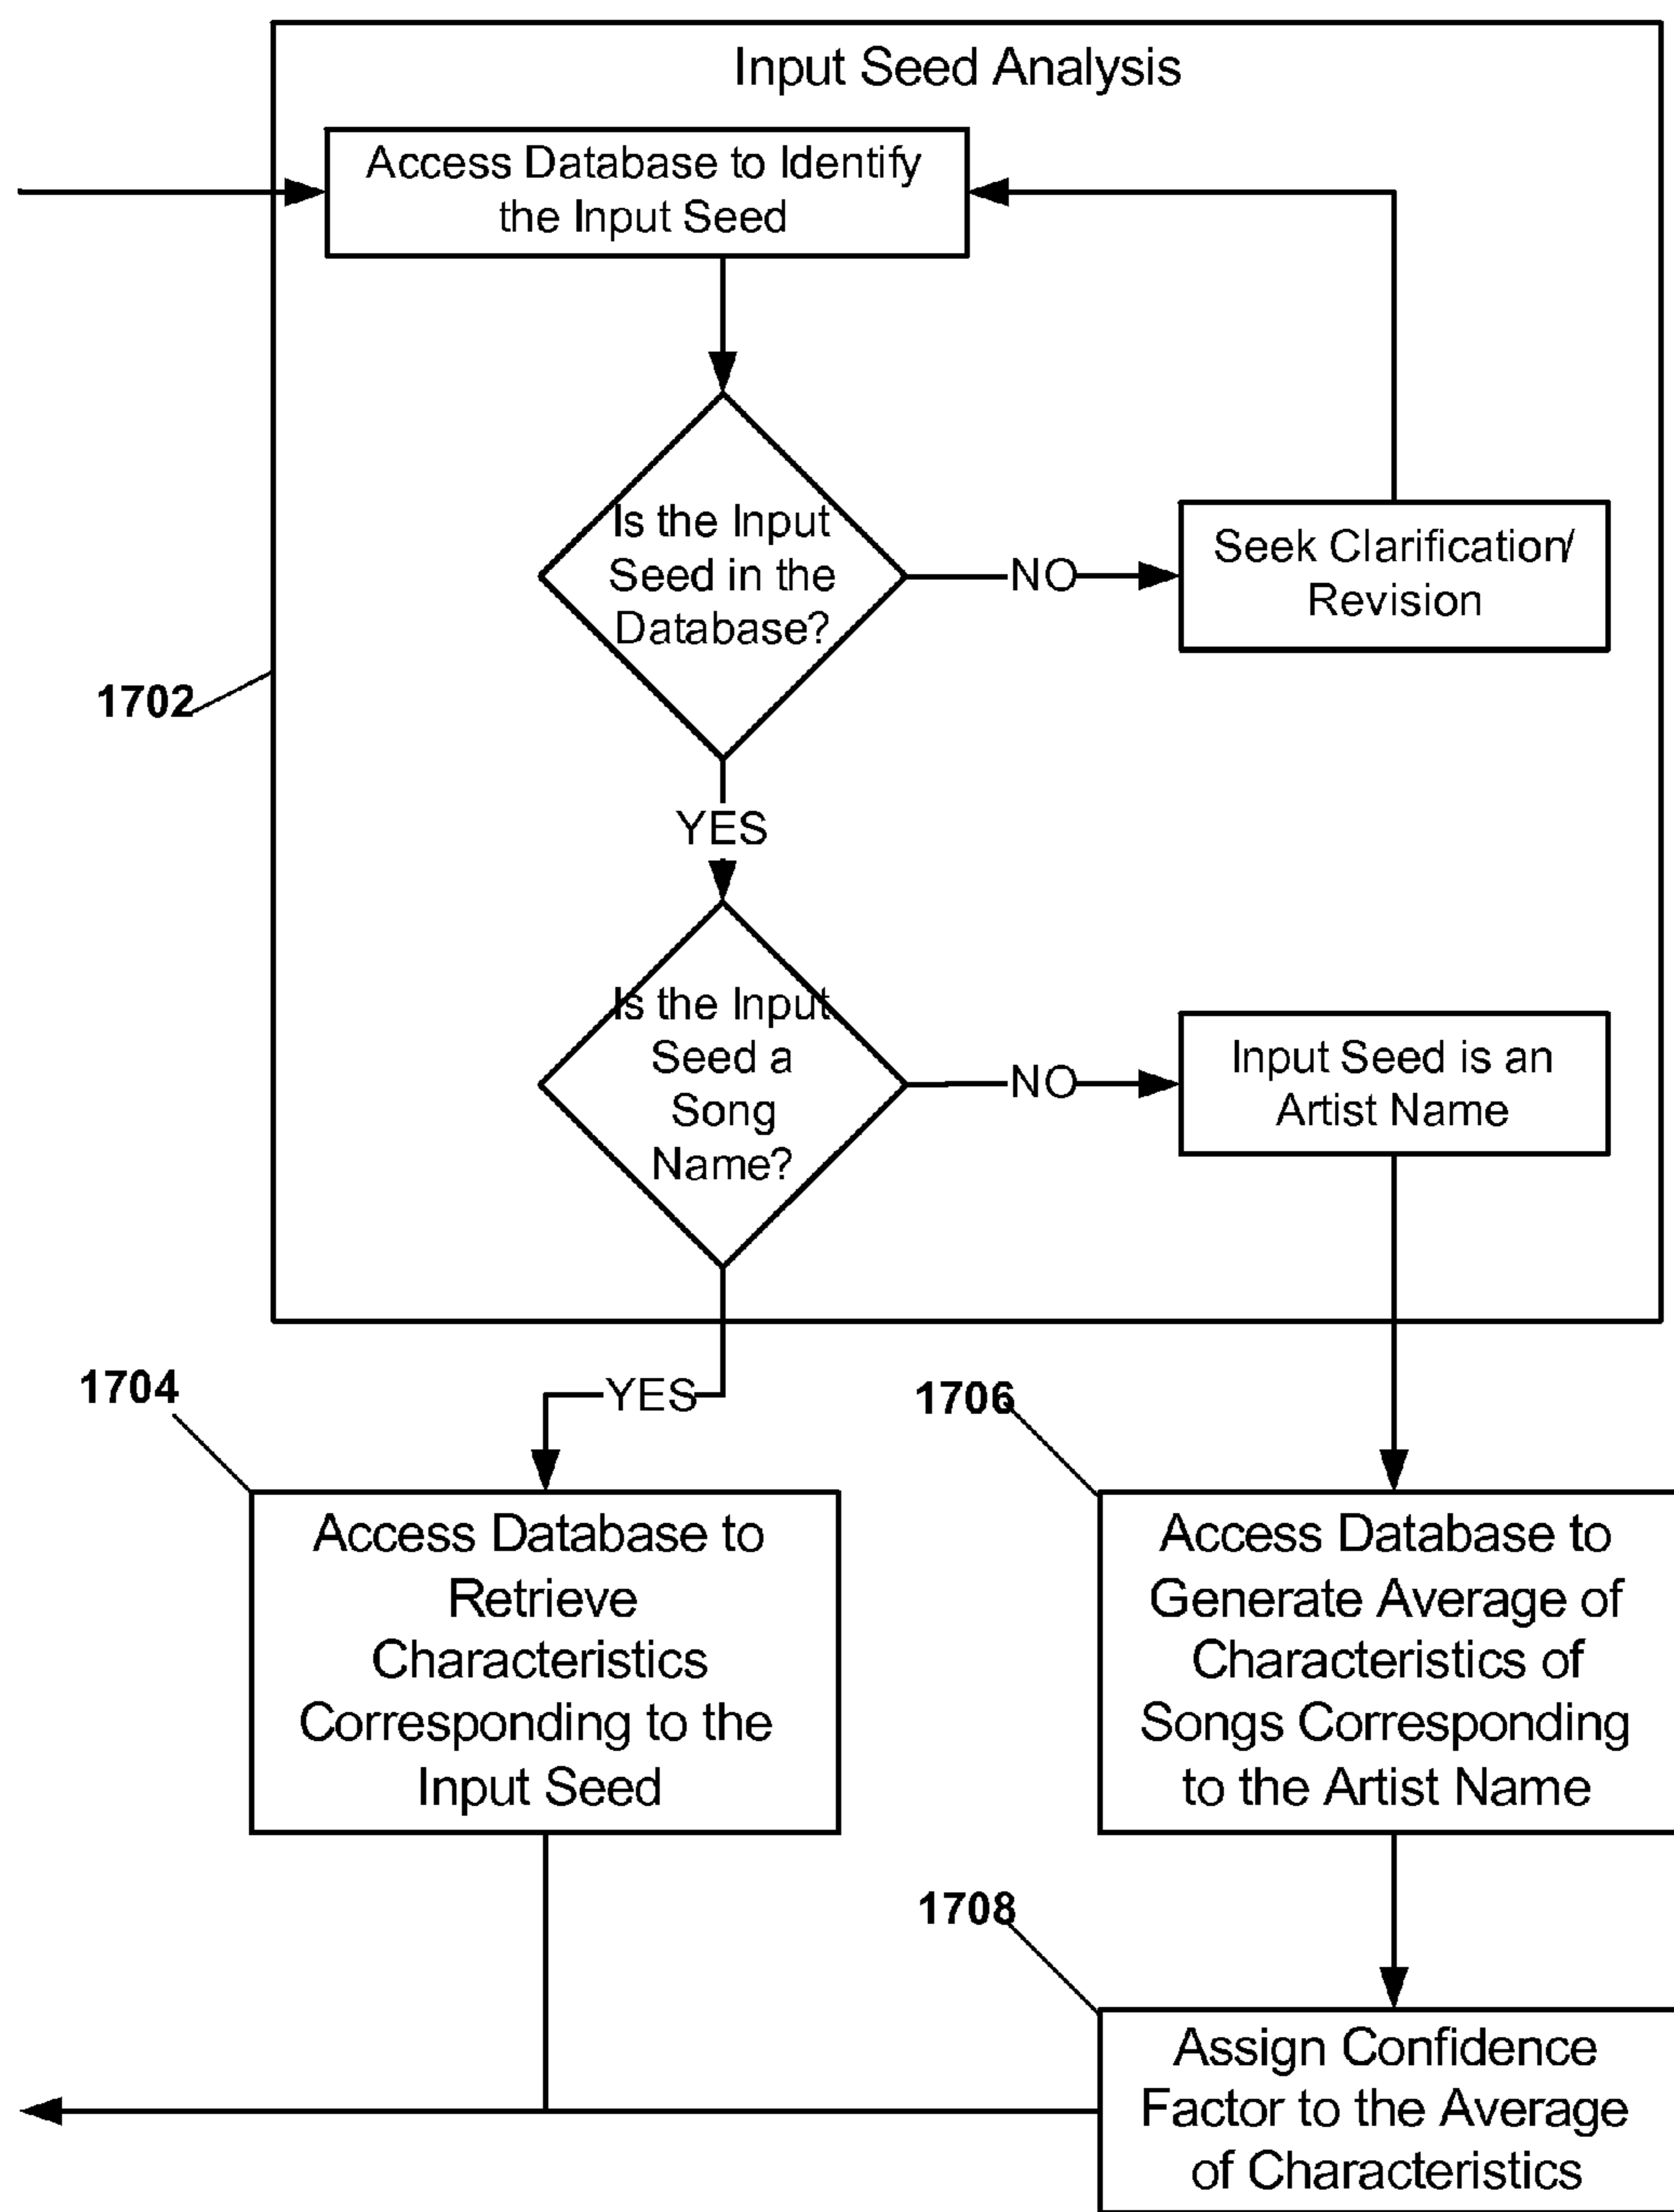 Input Seed Analysis
Access Database to Identify
the Input Seed
Is the Input
Seed in the
Database?
NO
Seek Clarification/
Revision
1702
YES
Is the Input
Seed a
Song
Name?
NO
Input Seed is an
Artist Name
1704
YES
1706
Access Database to
Retrieve
Characteristics
Corresponding to the
Input Seed
Access Database to
Generate Average of
Characteristics of
Songs Corresponding
to the Artist Name
1708
Assign Confidence
Factor to the Average
of Characteristics